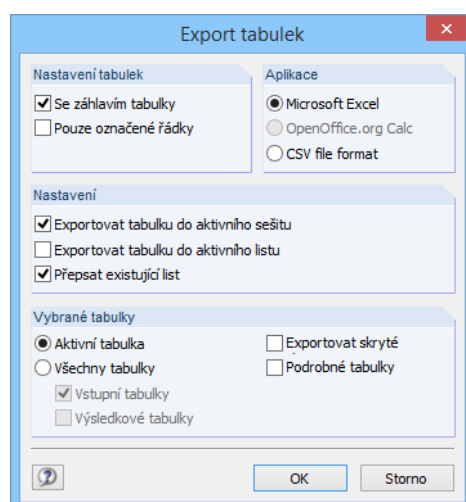 Export tabulek
Nastavení tabulek
Se záhlavím tabulky
Pouze označené řádky
Aplikace
Microsoft Excel
OpenOffice.org Calc
CSV file format
Nastavení
Exportovat tabulku do aktivního sešitu
Exportovat tabulku do aktivního listu
Přepsat existující list
Vybrané tabulky
Aktivní tabulka
Všechny tabulky
Vstupní tabulky
Výsledkové tabulky
Exportovat skryté
Podrobné tabulky
OK
Storno